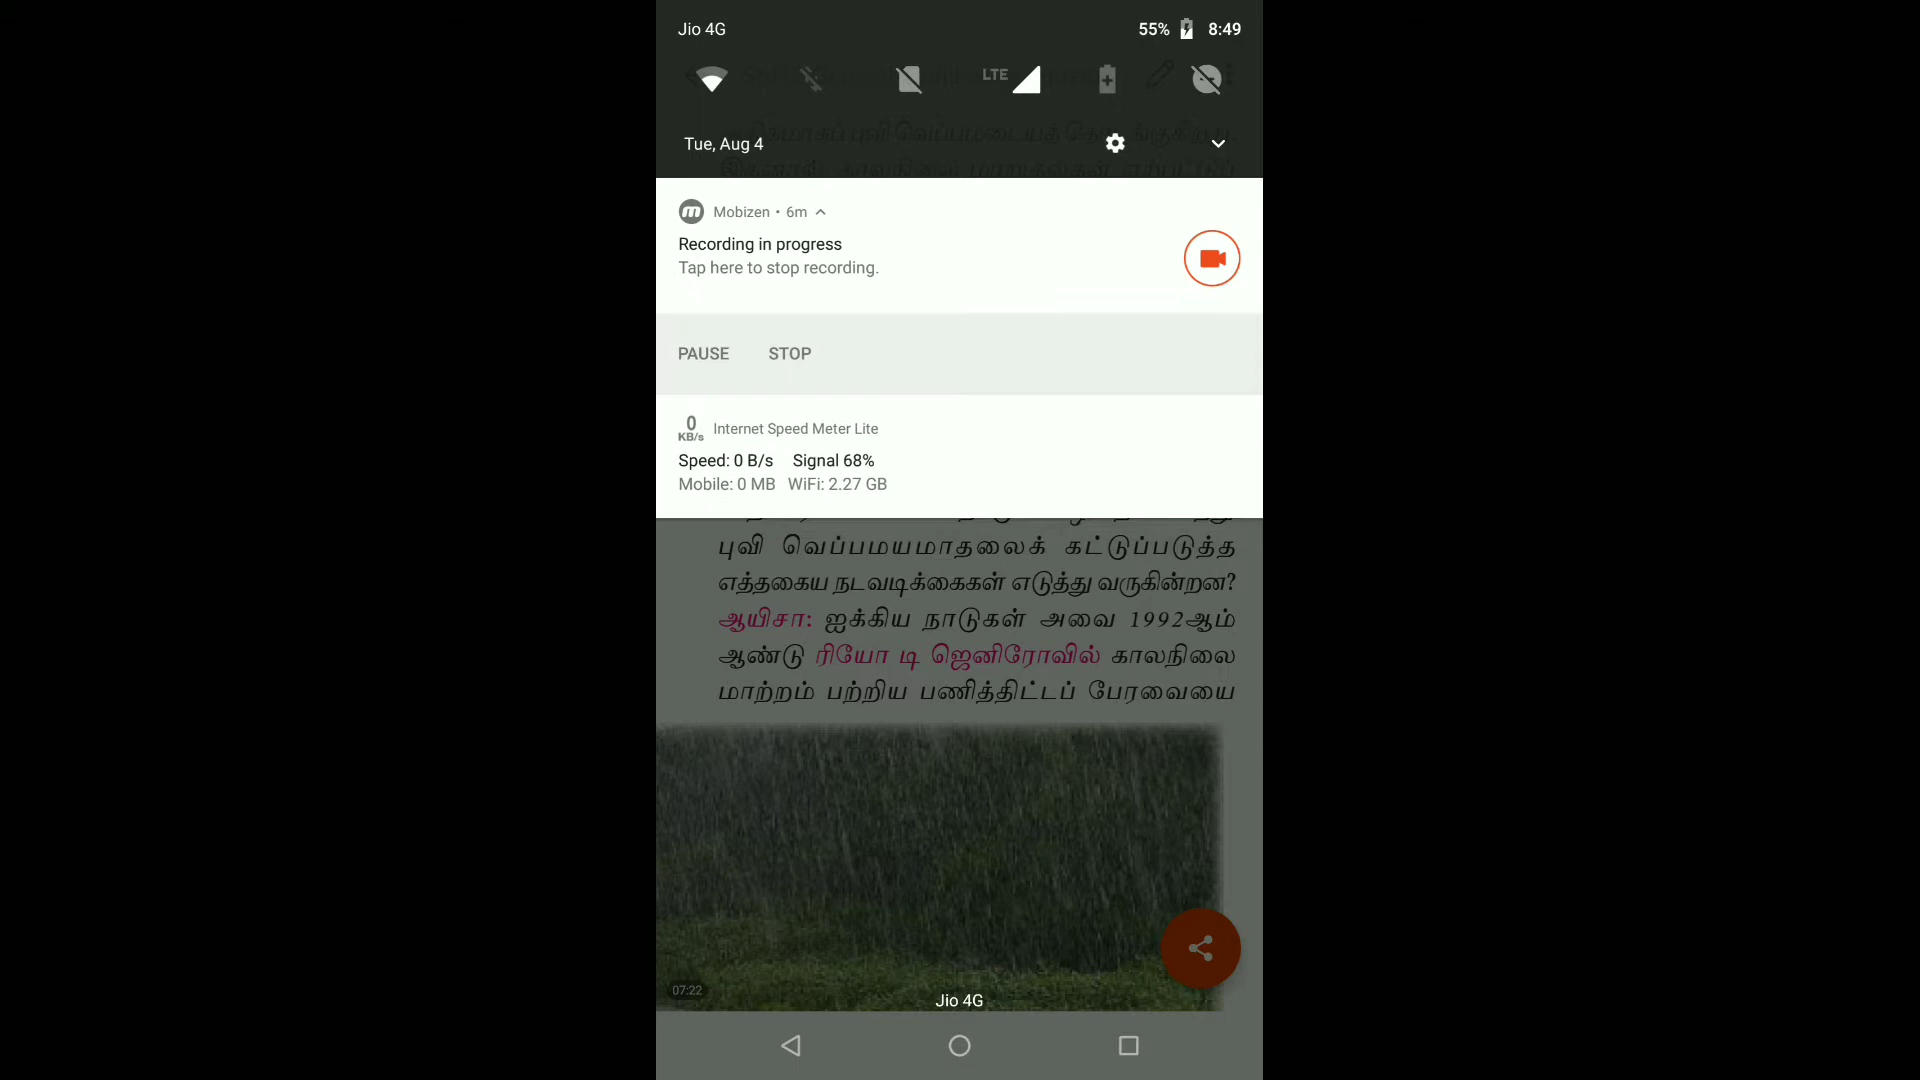 Jio 4G 55% 8:49
LTE
Tue, Aug 4
Mobizen • 6m
Recording in progress
Tap here to stop recording.
PAUSE STOP
0 KB/s Internet Speed Meter Lite
Speed: 0 B/s Signal 68%
Mobile: 0 MB WiFi: 2.27 GB
புவி வெப்பமயமாதலைக் கட்டுப்படுத்த
எத்தகைய நடவடிக்கைகள் எடுத்து வருகின்றன?
ஆயிசா: ஐக்கிய நாடுகள் அவை 1992ஆம்
ஆண்டு ரியோ டி ஜெனிரோவில் காலநிலை
மாற்றம் பற்றிய பணித்திட்டப் பேரவையை
07:22
Jio 4G